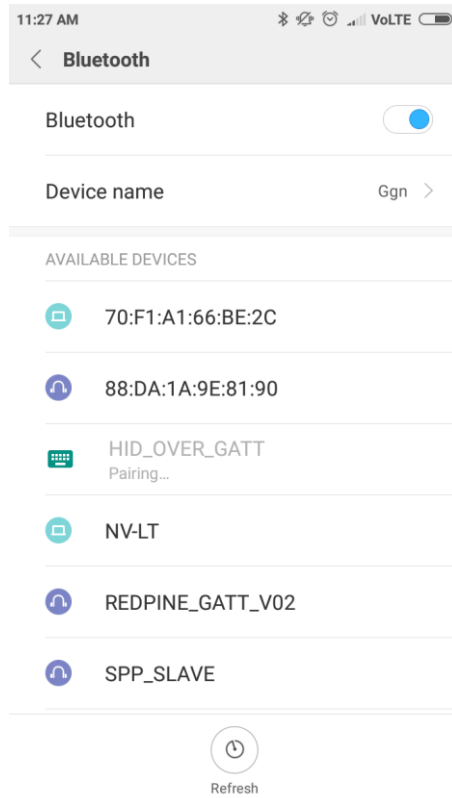 11:27 AM VoLTE
Bluetooth
Bluetooth
Device name Ggn
AVAILABLE DEVICES
70:F1:A1:66:BE:2C
88:DA:1A:9E:81:90
HID_OVER_GATT
Pairing...
NV-LT
REDPINE_GATT_V02
SPP_SLAVE
Refresh